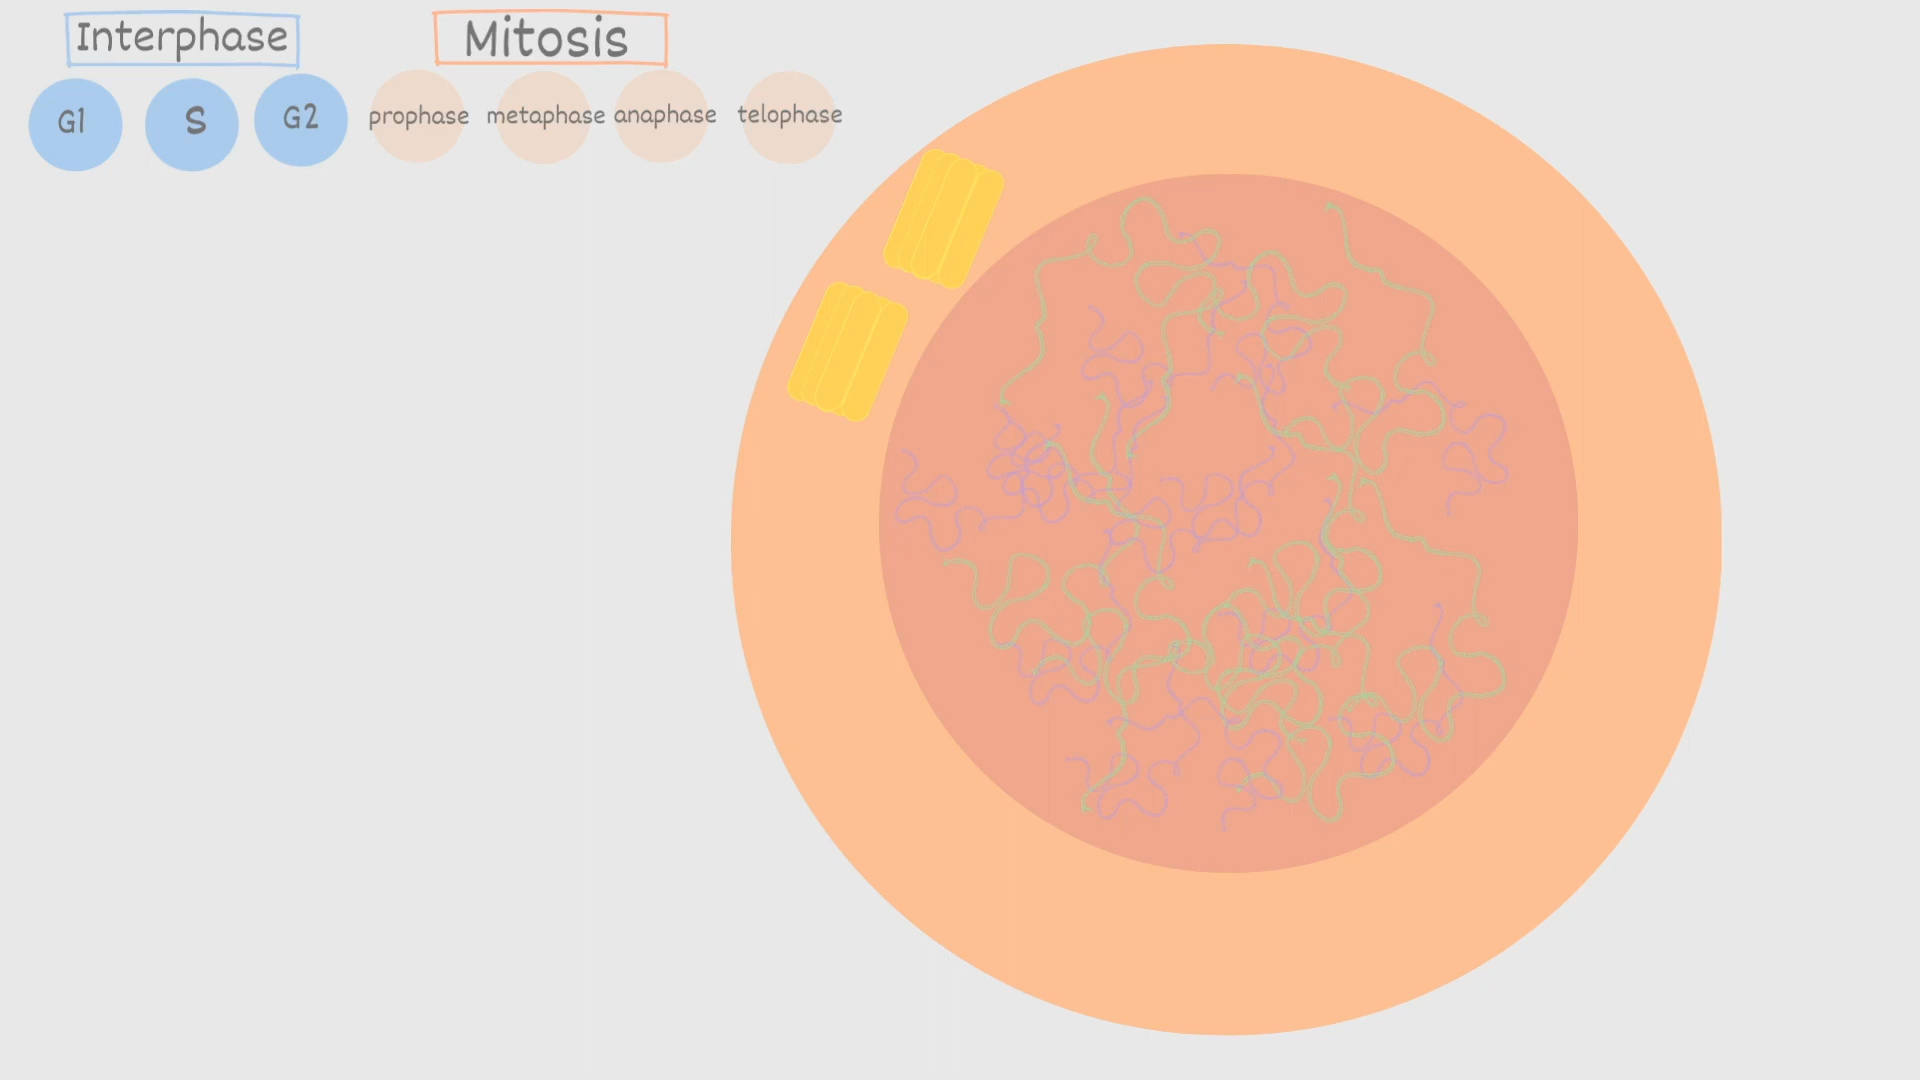 Interphase
Mitosis
G1
S
G2
prophase
metaphase
anaphase
telophase